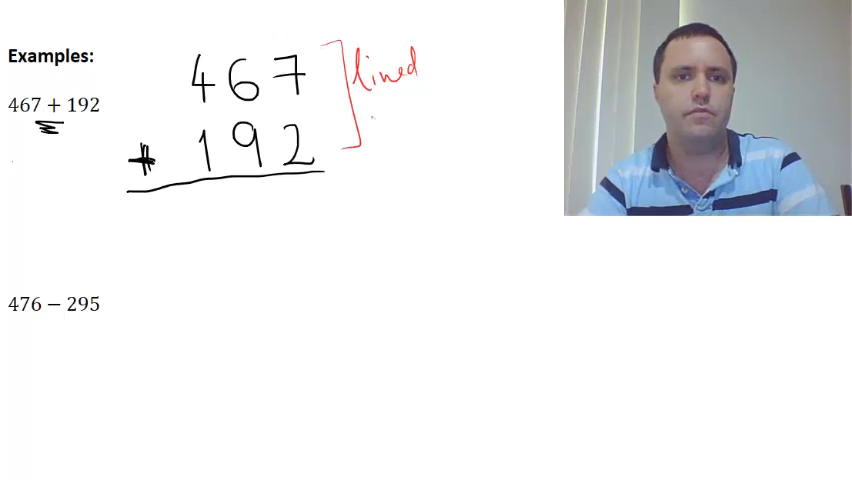 Examples:
467 + 192
467
+ 192
lined
476 − 295